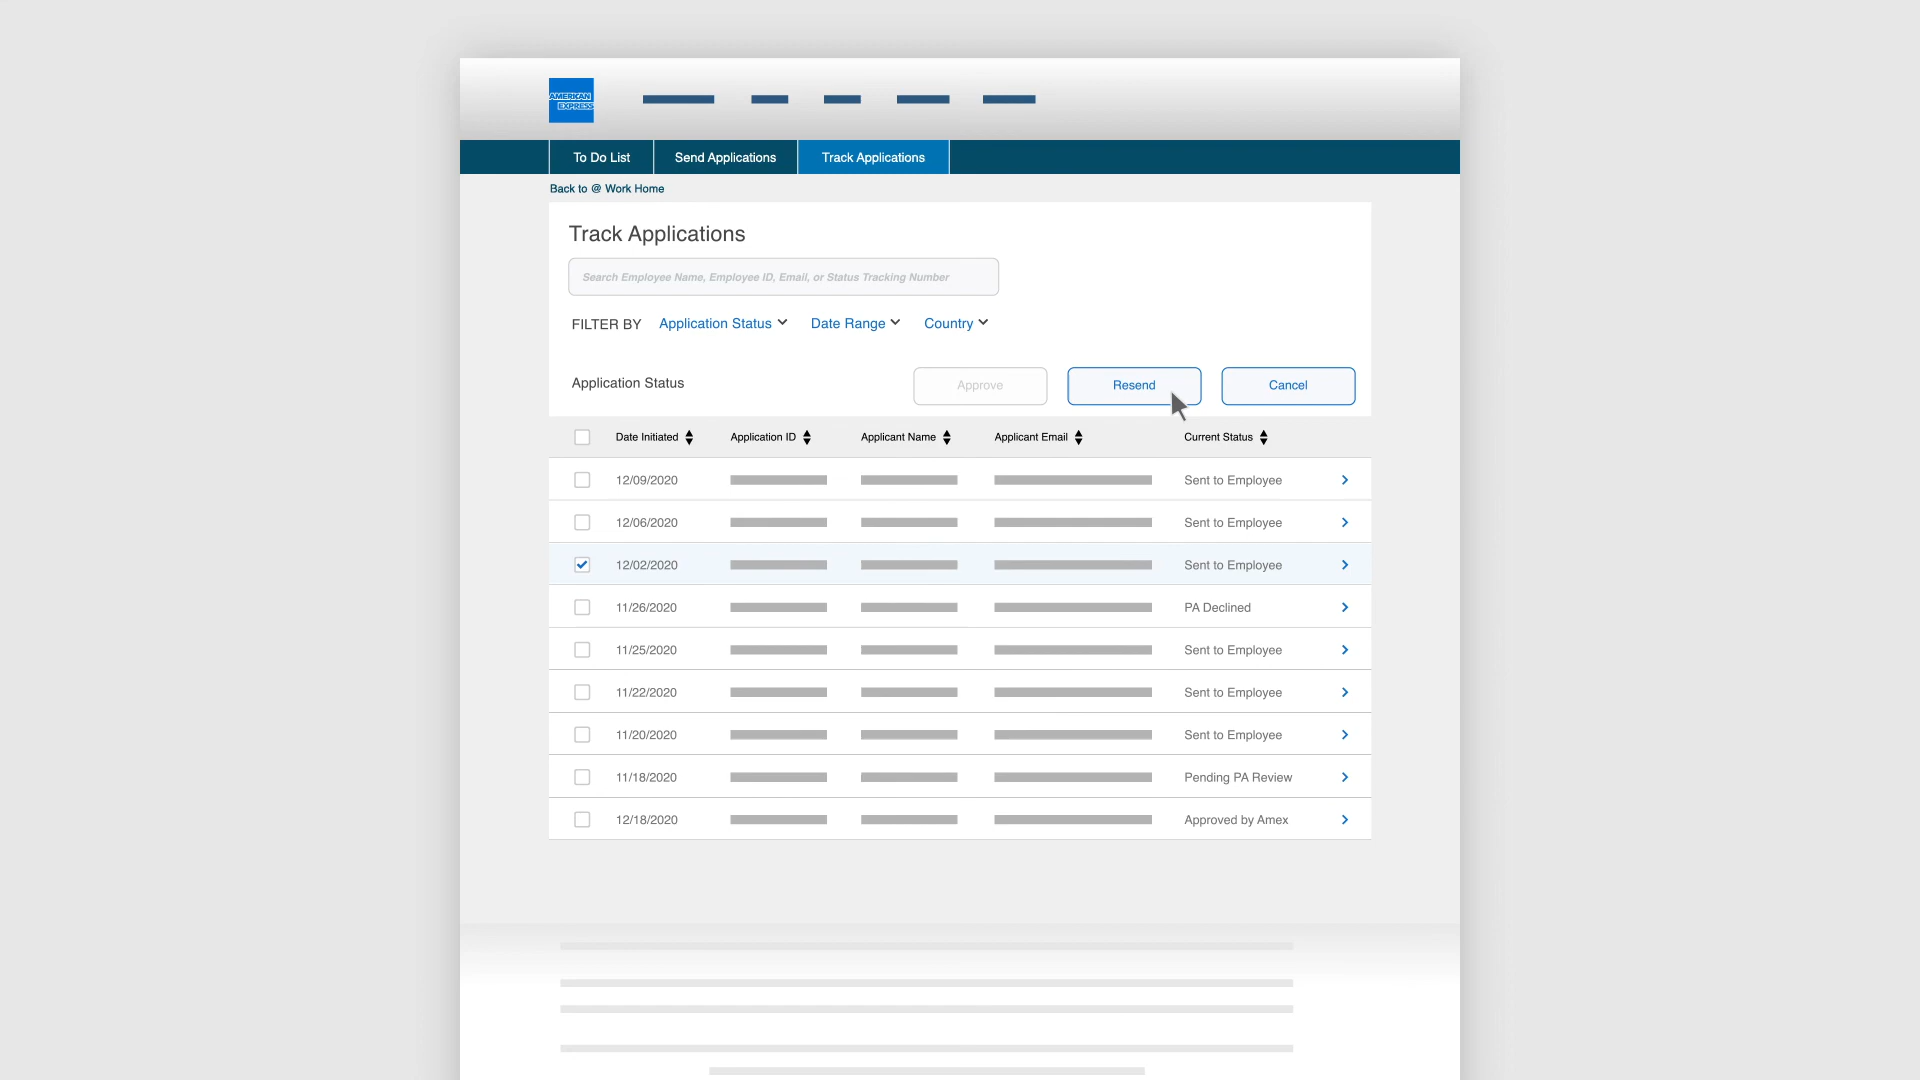 AMERICAN
EXPRESS
To Do List Send Applications Track Applications
Back to @ Work Home
Track Applications
Search Employee Name, Employee ID, Email, or Status Tracking Number
FILTER BY Application Status Date Range Country
Application Status Approve Resend Cancel
Date Initiated Application ID Applicant Name Applicant Email Current Status
12/09/2020 Sent to Employee
12/06/2020 Sent to Employee
12/02/2020 Sent to Employee
11/26/2020 PA Declined
11/25/2020 Sent to Employee
11/22/2020 Sent to Employee
11/20/2020 Sent to Employee
11/18/2020 Pending PA Review
12/18/2020 Approved by Amex